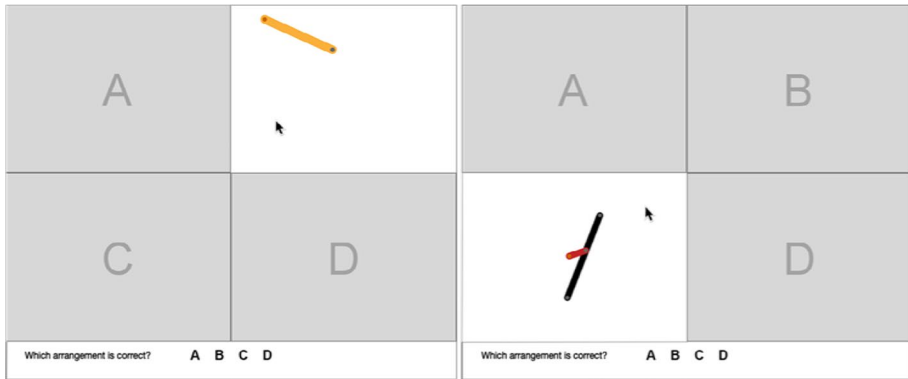 A
C D
Which arrangement is correct? A B C D
A B
D
Which arrangement is correct? A B C D